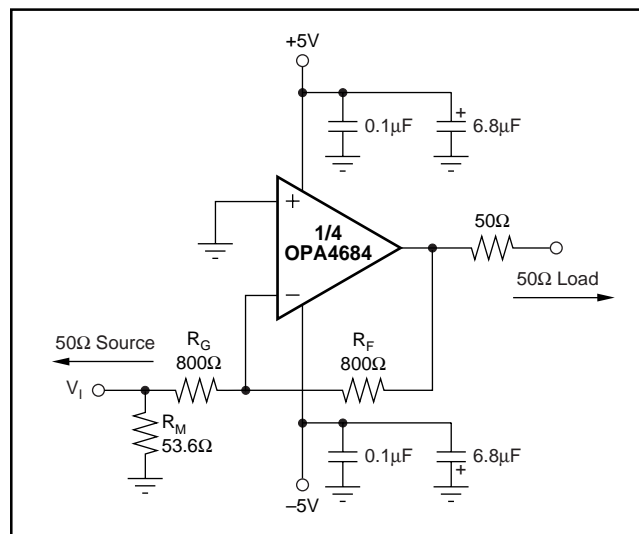 +5V
0.1µF
+
6.8µF
+
1/4
OPA4684
−
50Ω
50Ω Load
50Ω Source
R_G
800Ω
R_F
800Ω
V_I
R_M
53.6Ω
0.1µF
6.8µF
+
−5V